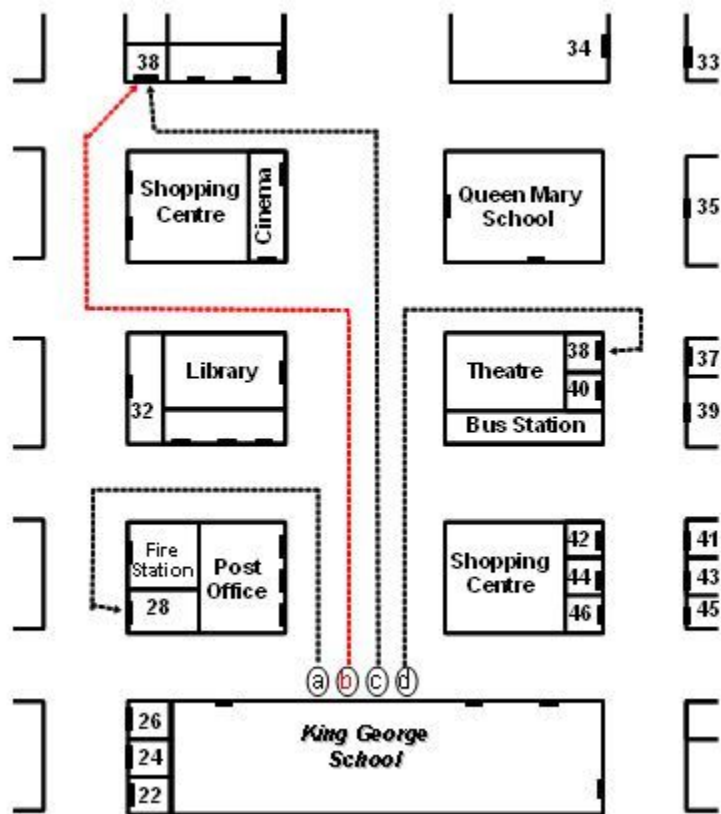 38
34
33
Shopping
Centre
Cinema
Queen Mary
School
35
Library
32
Theatre
38
40
Bus Station
37
39
Fire
Station
28
Post
Office
Shopping
Centre
42
44
46
41
43
45
a b c d
26
24
22
King George
School